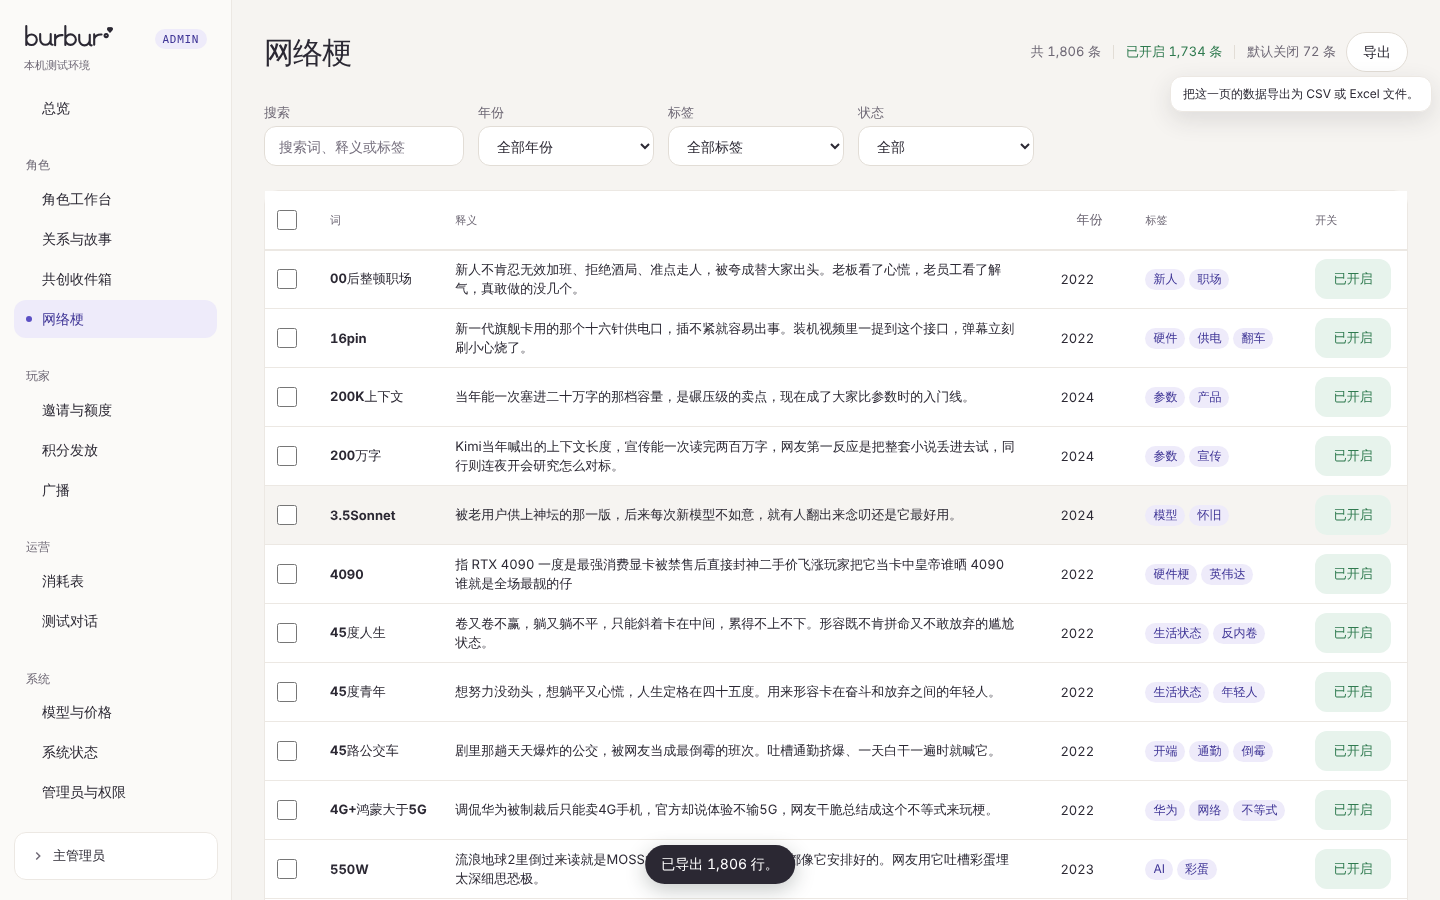 burbur
ADMIN
本机测试环境
总览
角色
角色工作台
关系与故事
共创收件箱
网络梗
玩家
邀请与额度
积分发放
广播
运营
消耗表
测试对话
系统
模型与价格
系统状态
管理员与权限
主管理员
网络梗
共 1,806 条
已开启 1,734 条
默认关闭 72 条
导出
把这一页的数据导出为 CSV 或 Excel 文件。
搜索
年份
标签
状态
搜索词、释义或标签
全部年份
全部标签
全部
词 释义 年份 标签 开关
00后整顿职场
新人不肯忍无效加班、拒绝酒局、准点走人，被夸成替大家出头。老板看了心慌，老员工看了解
气，真敢做的没几个。
2022 新人 职场 已开启
16pin
新一代旗舰卡用的那个十六针供电口，插不紧就容易出事。装机视频里一提到这个接口，弹幕立刻
刷小心烧了。
2022 硬件 供电 翻车 已开启
200K上下文
当年能一次塞进二十万字的那档容量，是碾压级的卖点，现在成了大家比参数时的入门线。
2024 参数 产品 已开启
200万字
Kimi当年喊出的上下文长度，宣传能一次读完两百万字，网友第一反应是把整套小说丢进去试，同
行则连夜开会研究怎么对标。
2024 参数 宣传 已开启
3.5Sonnet
被老用户供上神坛的那一版，后来每次新模型不如意，就有人翻出来念叨还是它最好用。
2024 模型 怀旧 已开启
4090
指 RTX 4090 一度是最强消费显卡被禁售后直接封神二手价飞涨玩家把它当卡中皇帝谁晒 4090
谁就是全场最靓的仔
2022 硬件梗 英伟达 已开启
45度人生
卷又卷不赢，躺又躺不平，只能斜着卡在中间，累得不上不下。形容既不肯拼命又不敢放弃的尴尬
状态。
2022 生活状态 反内卷 已开启
45度青年
想努力没劲头，想躺平又心慌，人生定格在四十五度。用来形容卡在奋斗和放弃之间的年轻人。
2022 生活状态 年轻人 已开启
45路公交车
剧里那趟天天爆炸的公交，被网友当成最倒霉的班次。吐槽通勤挤爆、一天白干一遍时就喊它。
2022 开端 通勤 倒霉 已开启
4G+鸿蒙大于5G
调侃华为被制裁后只能卖4G手机，官方却说体验不输5G，网友干脆总结成这个不等式来玩梗。
2022 华为 网络 不等式 已开启
550W
流浪地球2里倒过来读就是MOSS 都像它安排好的。网友用它吐槽彩蛋埋
太深细思恐极。
2023 AI 彩蛋 已开启
已导出 1,806 行。